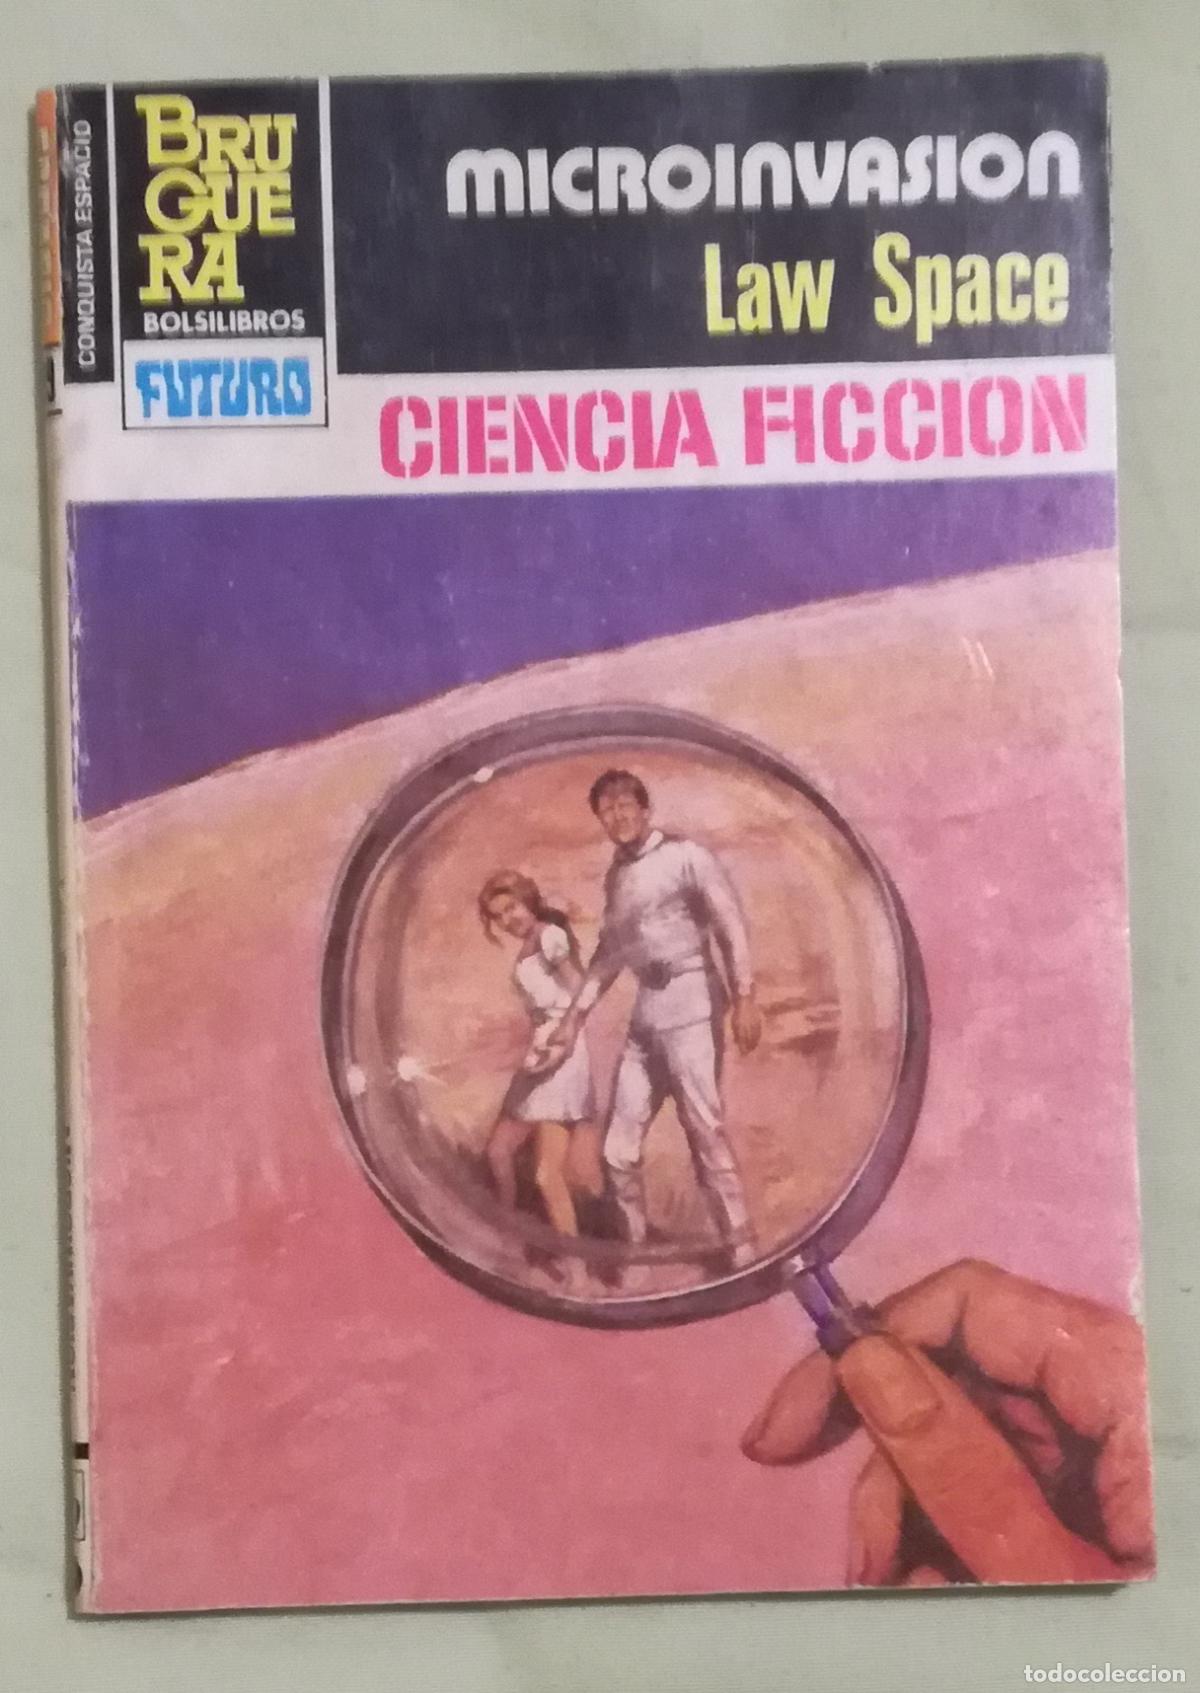 CONQUISTA ESPACIO
BRU
GUE
RA
BOLSILIBROS
FUTURO
MICROINVASION
Law Space
CIENCIA FICCION
todocoleccion